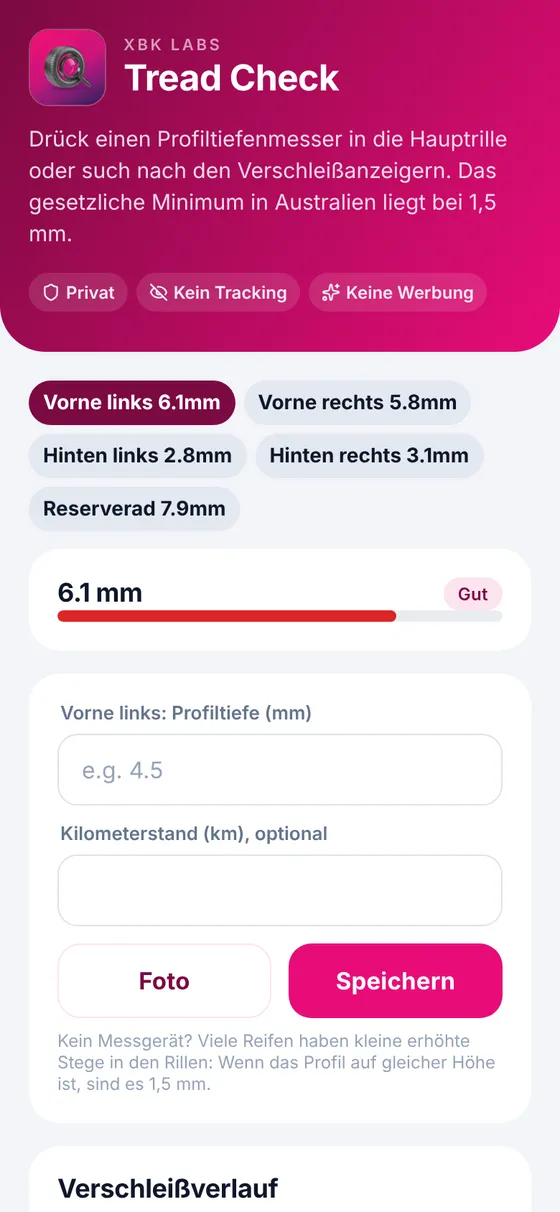 XBK LABS
Tread Check
Drück einen Profiltiefenmesser in die Hauptrille
oder such nach den Verschleißanzeigern. Das
gesetzliche Minimum in Australien liegt bei 1,5
mm.
Privat
Kein Tracking
Keine Werbung
Vorne links 6.1mm
Vorne rechts 5.8mm
Hinten links 2.8mm
Hinten rechts 3.1mm
Reserverad 7.9mm
6.1 mm
Gut
Vorne links: Profiltiefe (mm)
e.g. 4.5
Kilometerstand (km), optional
Foto
Speichern
Kein Messgerät? Viele Reifen haben kleine erhöhte
Stege in den Rillen: Wenn das Profil auf gleicher Höhe
ist, sind es 1,5 mm.
Verschleißverlauf